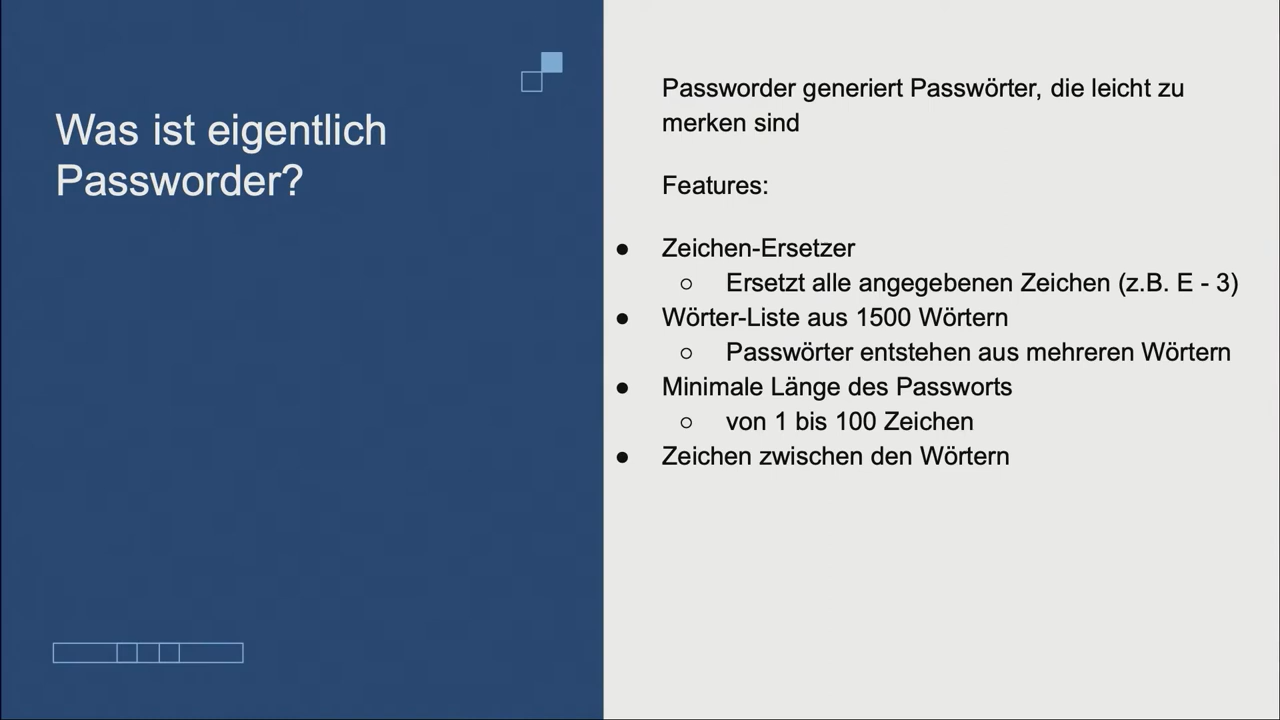 Was ist eigentlich
Passworder?
Passworder generiert Passwörter, die leicht zu
merken sind
Features:
● Zeichen-Ersetzer
○ Ersetzt alle angegebenen Zeichen (z.B. E - 3)
● Wörter-Liste aus 1500 Wörtern
○ Passwörter entstehen aus mehreren Wörtern
● Minimale Länge des Passworts
○ von 1 bis 100 Zeichen
● Zeichen zwischen den Wörtern